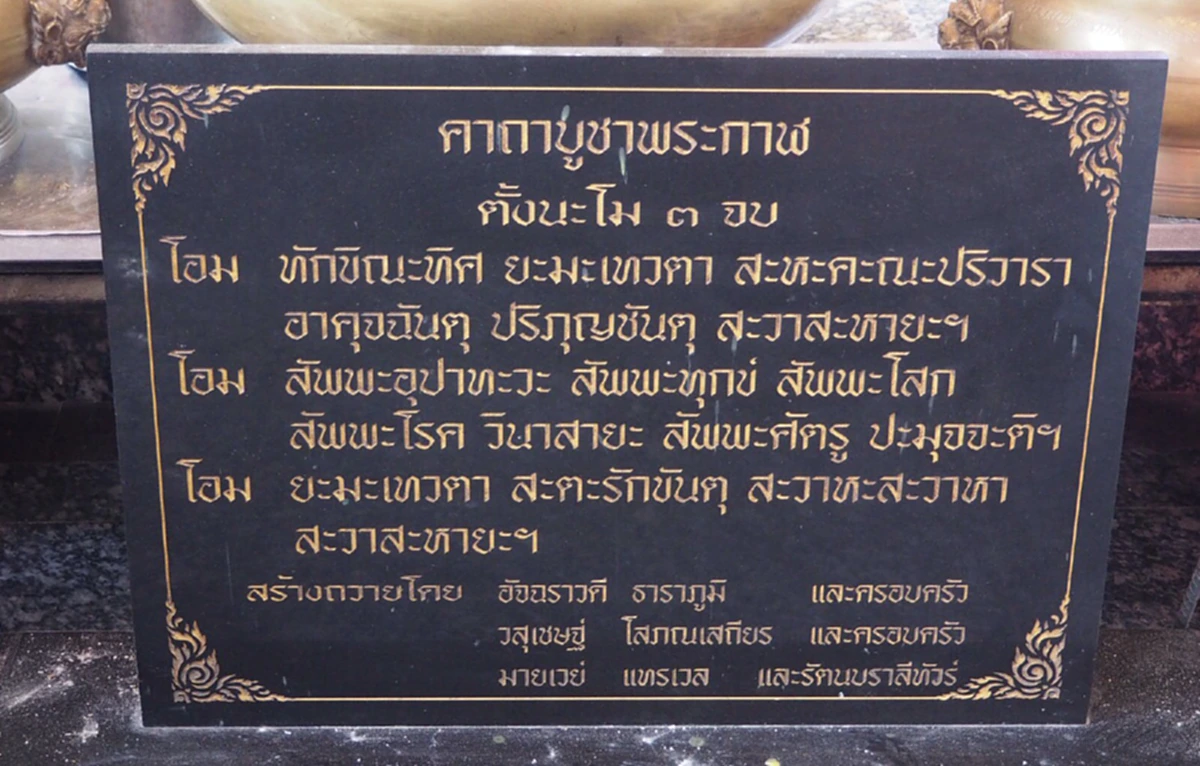 คาถาบูชาพระกาฬ
ตั้งนะโม ๓ จบ
โอม ทักขิณะทิศ ยะมะเทวตา สะหะคะณะปริวารา
อาคุจฉันตุ ปริภุญชันตุ สะวาสะหายะฯ
โอม สัพพะอุปาทะวะ สัพพะทุกข์ สัพพะโสก
สัพพะโรค วินาสายะ สัพพะศัตรู ปะมุจจะติฯ
โอม ยะมะเทวตา สะตะรักขันตุ สะวาหะสะวาหา
สะวาสะหายะฯ
สร้างถวายโดย อัจฉราวดี ธาราภูมิ และครอบครัว
วสุเชษฐ์ โสภณเสถียร และครอบครัว
มายเวย์ แทรเวล และรัตนบราลีทัวร์